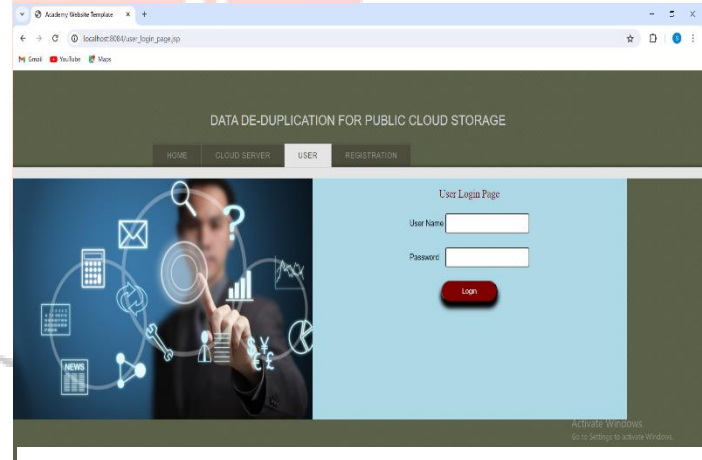 Academy Website Template
localhost:8084/user_login_page.jsp
Gmail YouTube Maps
DATA DE-DUPLICATION FOR PUBLIC CLOUD STORAGE
HOME CLOUD SERVER USER REGISTRATION
User Login Page
User Name
Password
Login
NEWS
Activate Windows
Go to Settings to activate Windows.